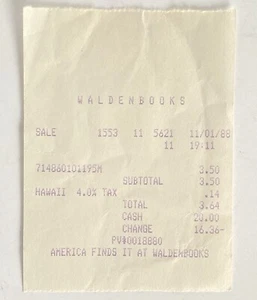 WALDENBOOKS
SALE 1553 11 5621 11/01/88
11 19:11
714860101195M 3.50
SUBTOTAL 3.50
HAWAII 4.0% TAX .14
TOTAL 3.64
CASH 20.00
CHANGE 16.36-
PV#0018880
AMERICA FINDS IT AT WALDENBOOKS